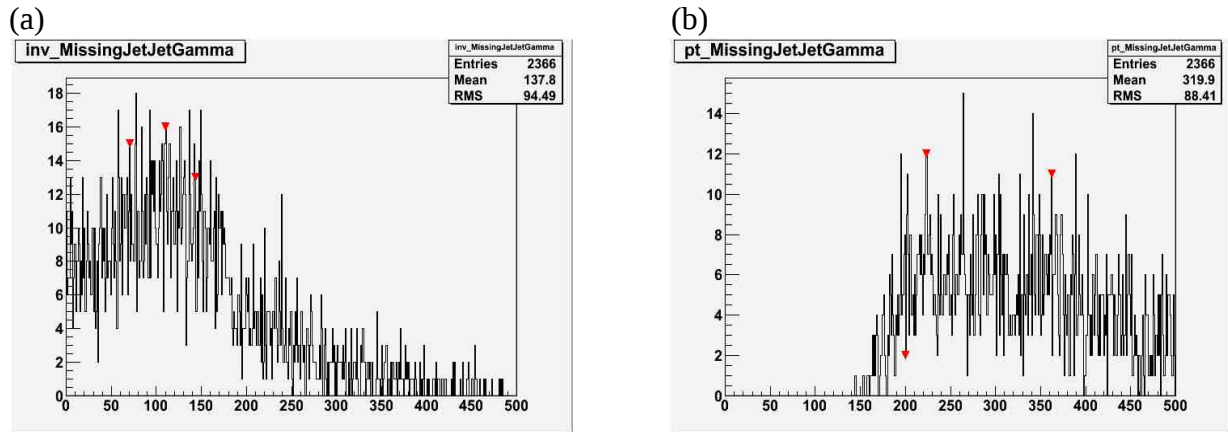 (a)
inv_MissingJetJetGamma
inv_MissingJetJetGamma
Entries 2366
Mean 137.8
RMS 94.49
18
16
14
12
10
8
6
4
2
0
0 50 100 150 200 250 300 350 400 450 500
(b)
pt_MissingJetJetGamma
pt_MissingJetJetGamma
Entries 2366
Mean 319.9
RMS 88.41
14
12
10
8
6
4
2
0
0 50 100 150 200 250 300 350 400 450 500